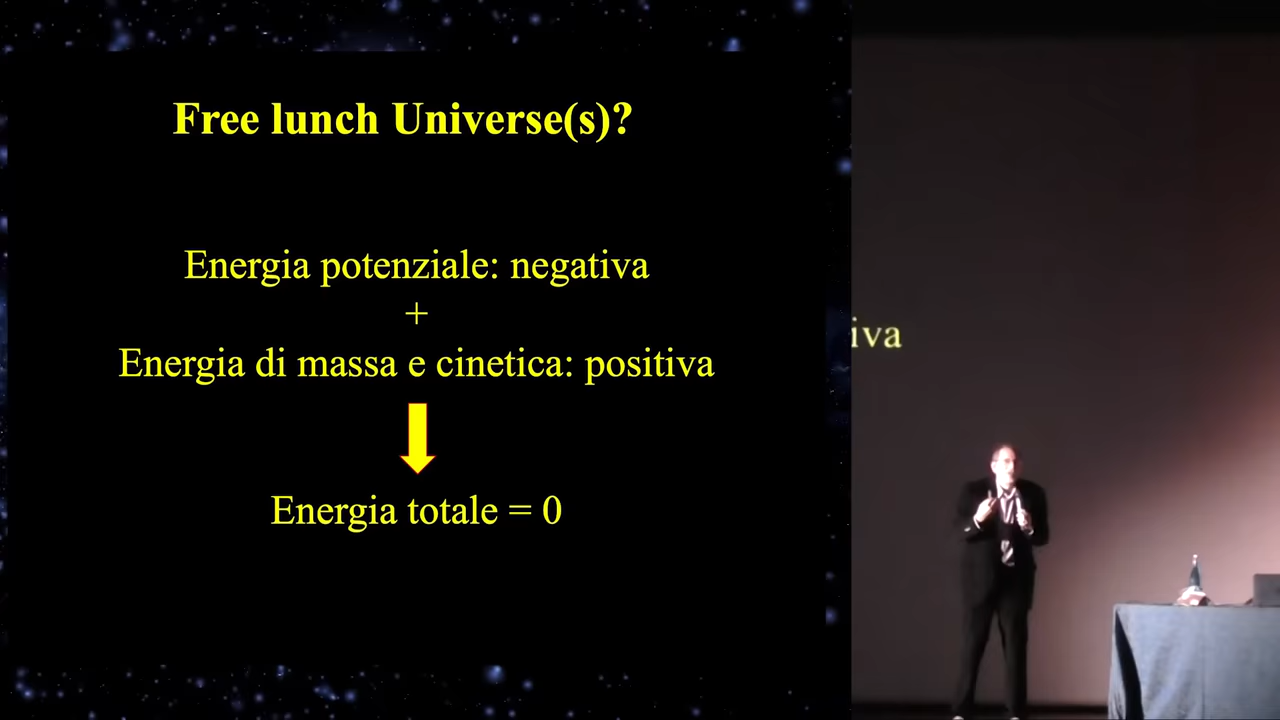 Free lunch Universe(s)?
Energia potenziale: negativa
+
Energia di massa e cinetica: positiva
Energia totale = 0
iva